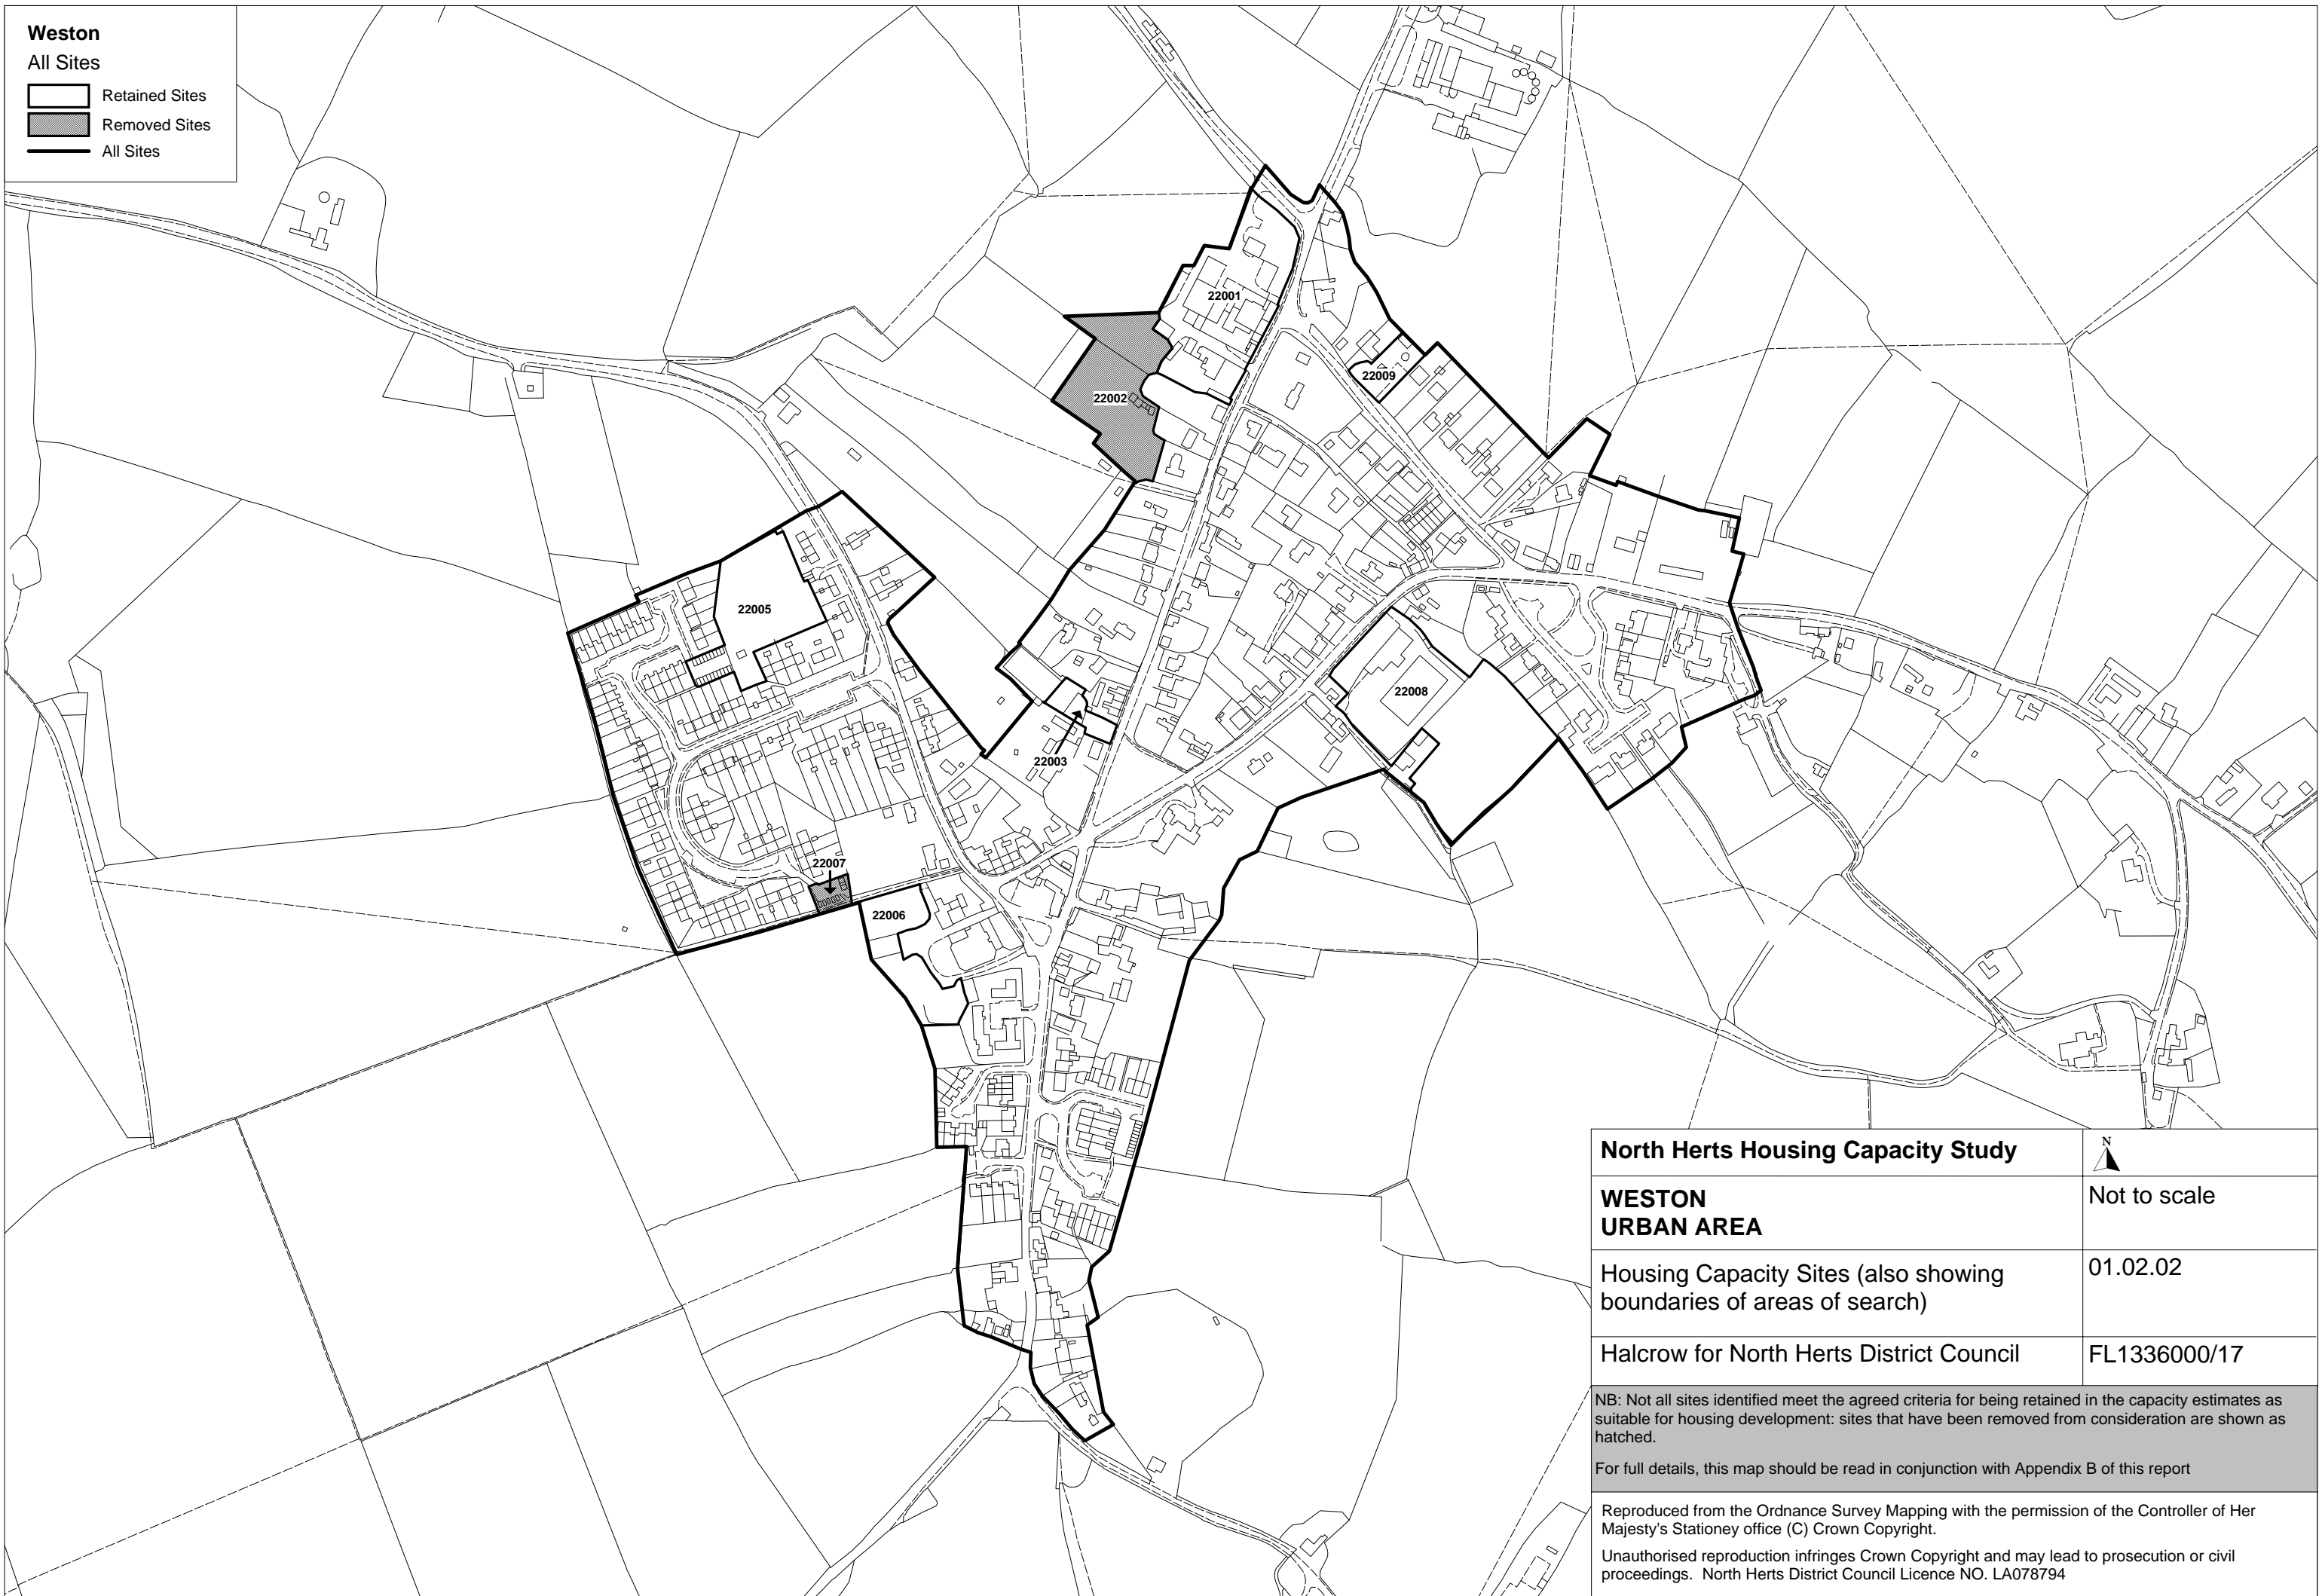 Weston
All Sites
Retained Sites
Removed Sites
All Sites
22001
22009
22002
22005
22008
22003
22007
22006
North Herts Housing Capacity Study
N
WESTON
URBAN AREA
Not to scale
Housing Capacity Sites (also showing
boundaries of areas of search)
01.02.02
Halcrow for North Herts District Council
FL1336000/17
NB: Not all sites identified meet the agreed criteria for being retained in the capacity estimates as
suitable for housing development: sites that have been removed from consideration are shown as
hatched.
For full details, this map should be read in conjunction with Appendix B of this report
Reproduced from the Ordnance Survey Mapping with the permission of the Controller of Her
Majesty's Stationey office (C) Crown Copyright.
Unauthorised reproduction infringes Crown Copyright and may lead to prosecution or civil
proceedings.  North Herts District Council Licence NO. LA078794